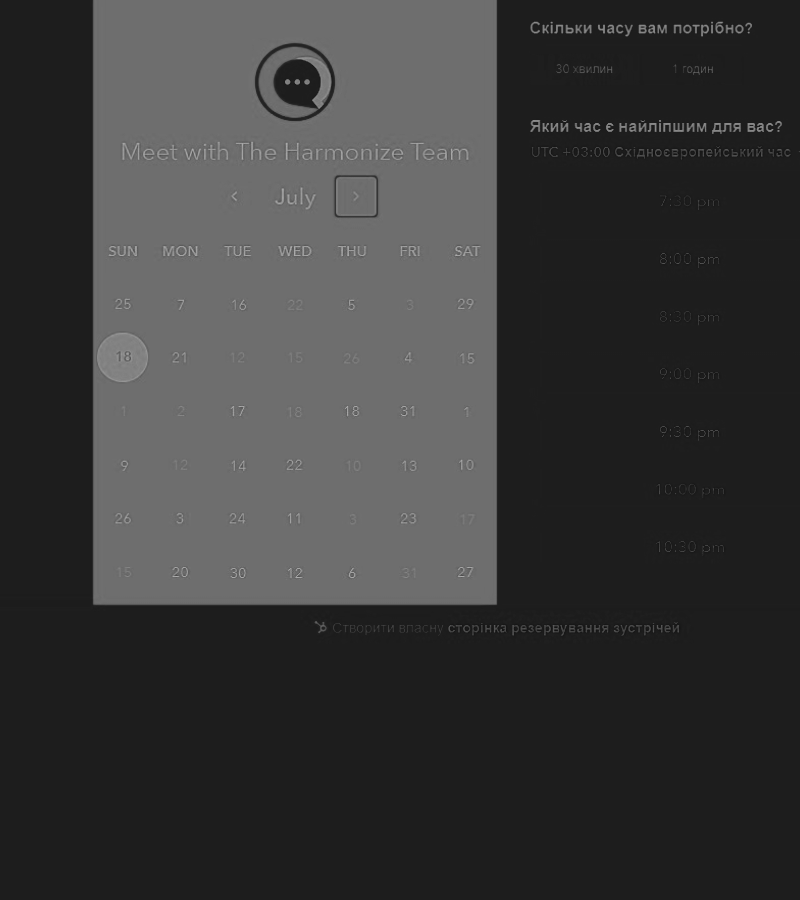 Meet with The Harmonize Team
July
SUN MON TUE WED THU FRI SAT
25 7 16 22 5 3 29
18 21 12 15 26 4 15
1 2 17 18 18 31 1
9 12 14 22 10 13 10
26 3 24 11 3 23 17
15 20 30 12 6 31 27
Скільки часу вам потрібно?
30 хвилин 1 годин
Який час є найліпшим для вас?
UTC +03:00 Східноєвропейський час
7:30 pm
8:00 pm
8:30 pm
9:00 pm
9:30 pm
10:00 pm
10:30 pm
Створити власну сторінка резервування зустрічей